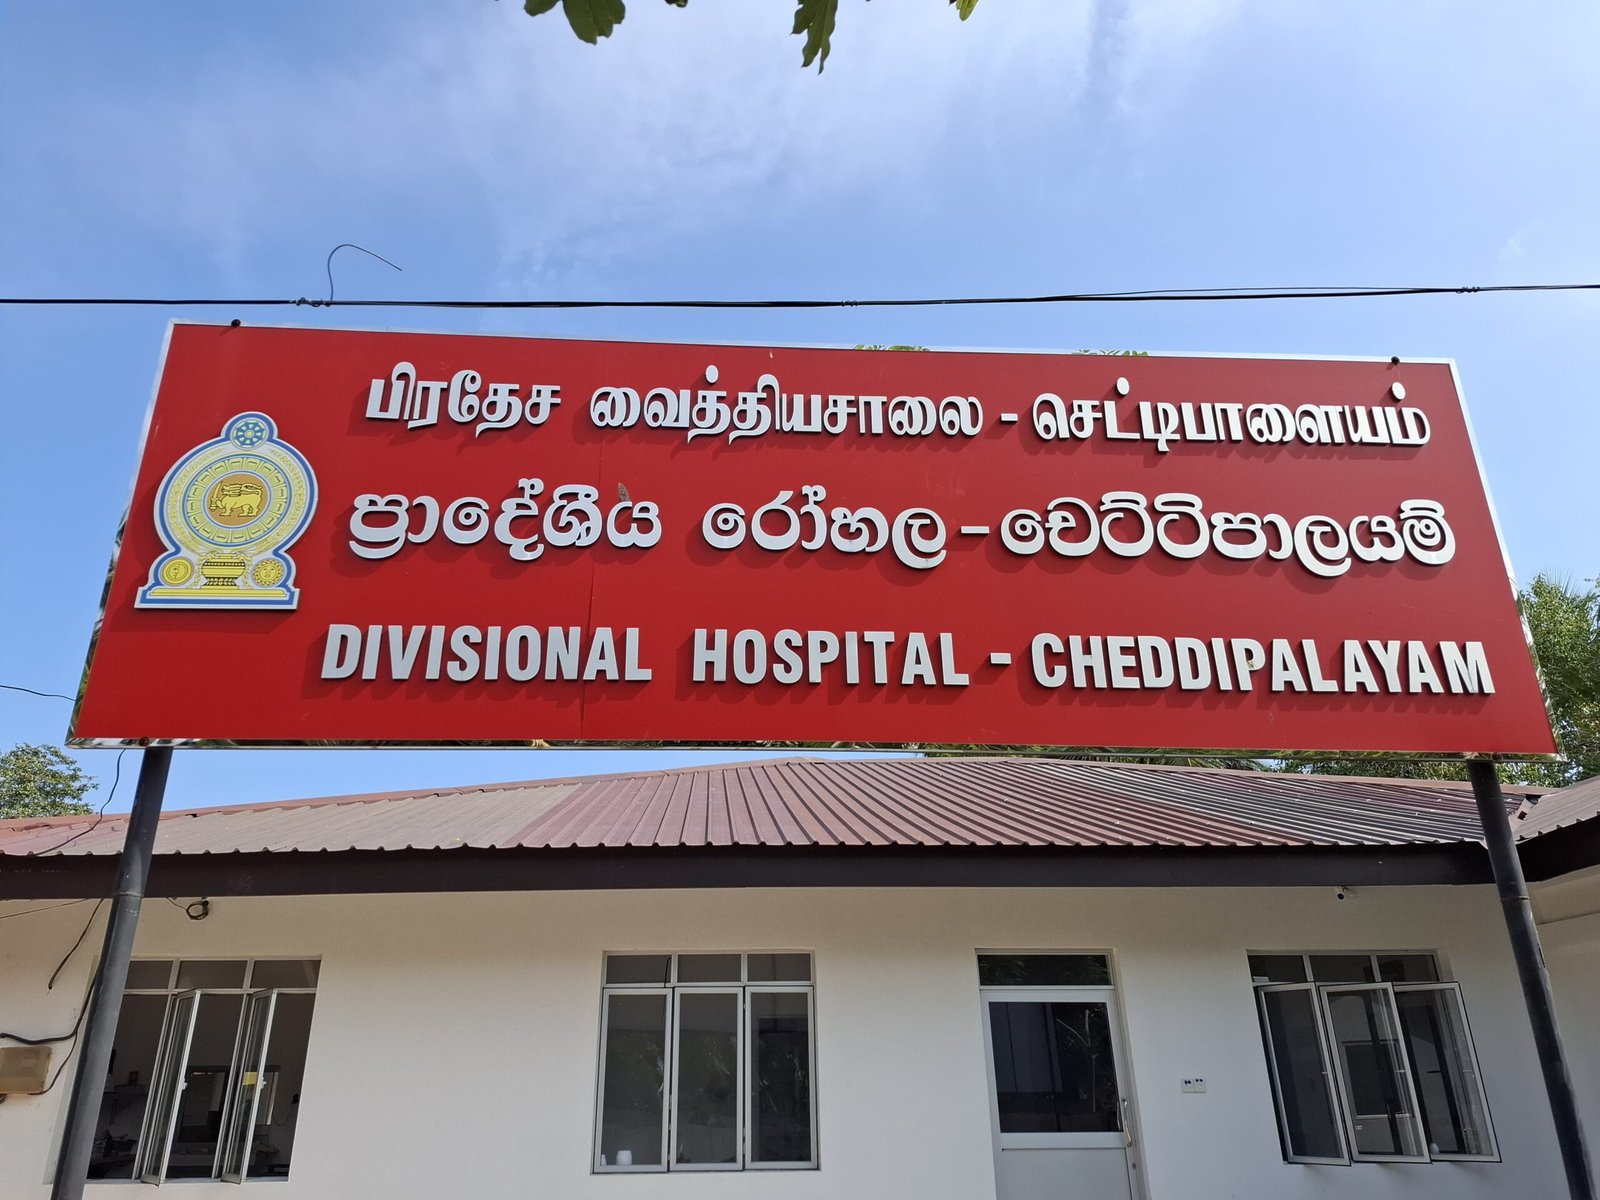 பிரதேச வைத்தியசாலை - செட்டிபாளையம்
ප්‍රාදේශීය රෝහල - චෙට්ටිපාලයම්
DIVISIONAL HOSPITAL - CHEDDIPALAYAM